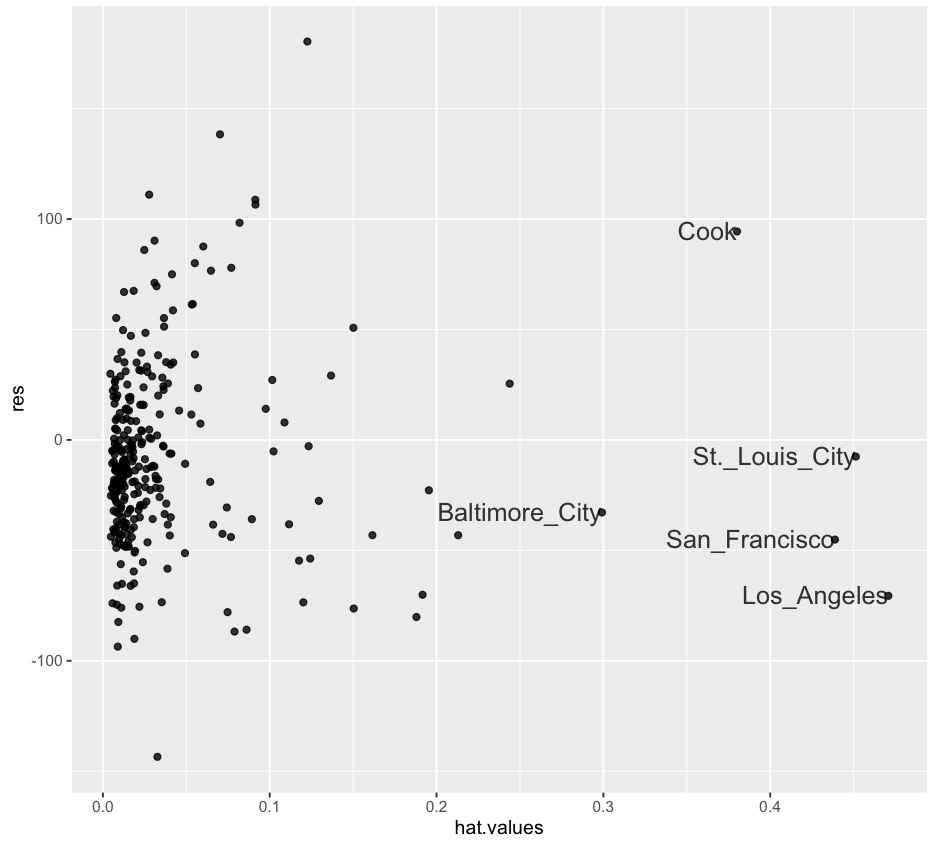 100
Cook
res
0
St._Louis_City
Baltimore_City
San_Francisco
Los_Angeles
-100
0.0 0.1 0.2 0.3 0.4
hat.values